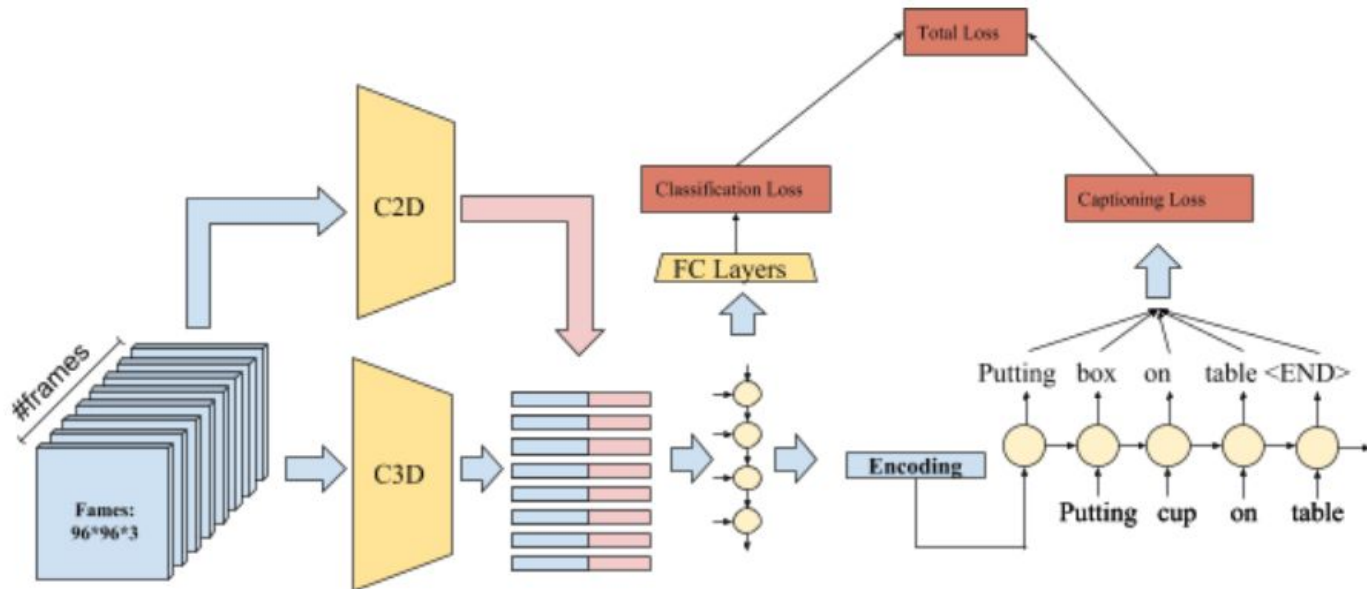 Total Loss
Classification Loss
Captioning Loss
C2D
FC Layers
#frames
Putting box on table <END>
C3D
Encoding
Fames:
96*96*3
Putting cup on table